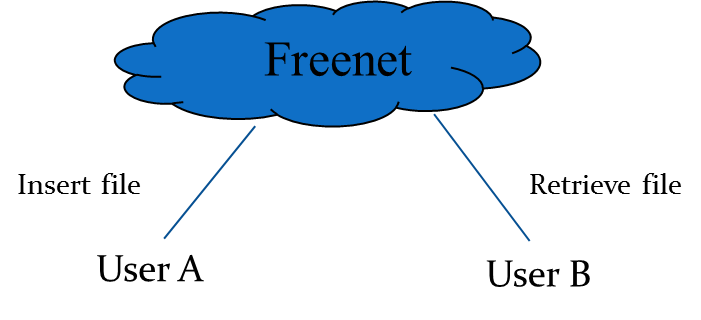 Freenet
Insert file
Retrieve file
User A
User B